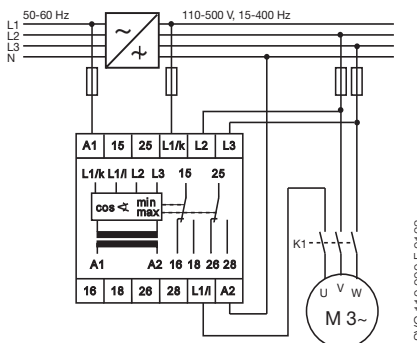 50-60 Hz 110-500 V, 15-400 Hz
L1
L2
L3
N
A1 15 25 L1/k L2 L3
L1/k L1/l L2 L3 15 25
cos min
max
A1 A2 16 18 26 28
16 18 26 28 L1/l A2
K1
U V W
M 3~